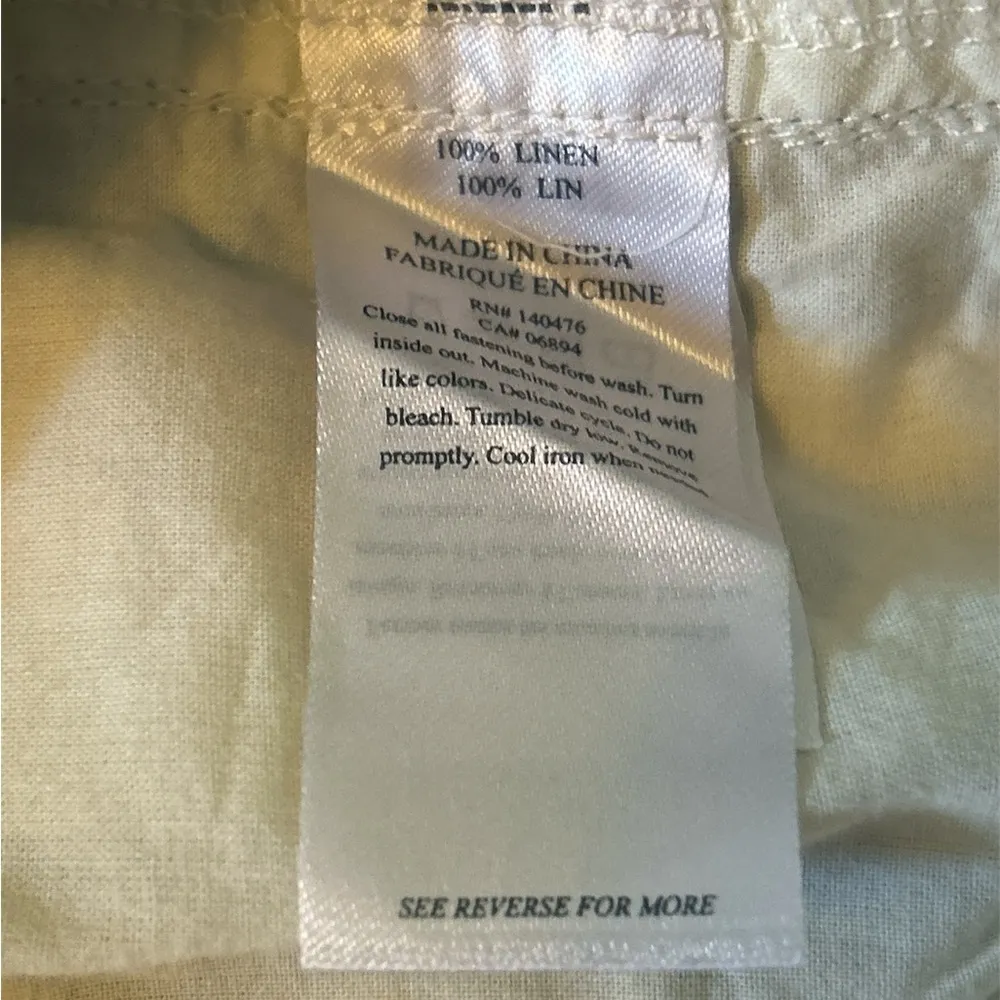 100% LINEN
100% LIN
MADE IN CHINA
FABRIQUÉ EN CHINE
RN# 140476
CA# 06894
Close all fastening before wash. Turn
inside out. Machine wash cold with
like colors. Delicate cycle. Do not
bleach. Tumble dry low. Remove
promptly. Cool iron when needed
SEE REVERSE FOR MORE